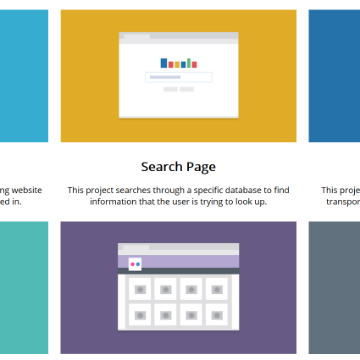 Search Page
ng website
This project searches through a specific database to find
This proje
ed in.
information that the user is trying to look up.
transpor